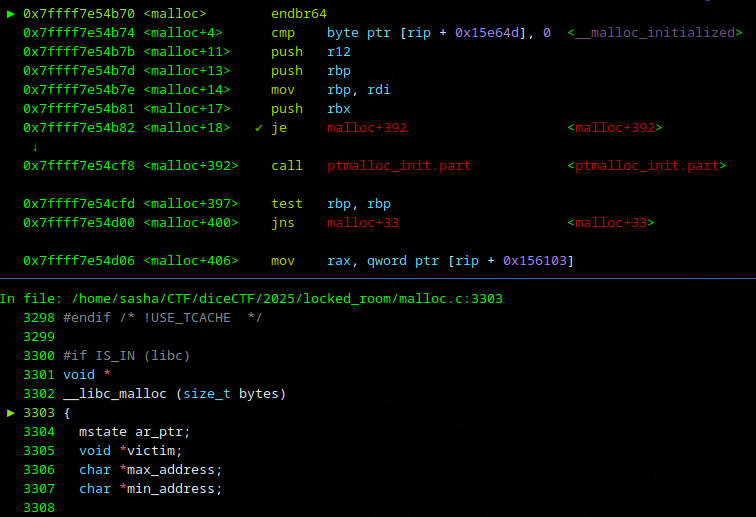 ► 0x7ffff7e54b70 <malloc> endbr64
0x7ffff7e54b74 <malloc+4> cmp byte ptr [rip + 0x15e64d], 0 <__malloc_initialized>
0x7ffff7e54b7b <malloc+11> push r12
0x7ffff7e54b7d <malloc+13> push rbp
0x7ffff7e54b7e <malloc+14> mov rbp, rdi
0x7ffff7e54b81 <malloc+17> push rbx
0x7ffff7e54b82 <malloc+18> ✔ je malloc+392 <malloc+392>
↓
0x7ffff7e54cf8 <malloc+392> call ptmalloc_init.part <ptmalloc_init.part>
0x7ffff7e54cfd <malloc+397> test rbp, rbp
0x7ffff7e54d00 <malloc+400> jns malloc+33 <malloc+33>
0x7ffff7e54d06 <malloc+406> mov rax, qword ptr [rip + 0x156103]
In file: /home/sasha/CTF/diceCTF/2025/locked_room/malloc.c:3303
3298 #endif /* !USE_TCACHE */
3299
3300 #if IS_IN (libc)
3301 void *
3302 __libc_malloc (size_t bytes)
► 3303 {
3304 mstate ar_ptr;
3305 void *victim;
3306 char *max_address;
3307 char *min_address;
3308